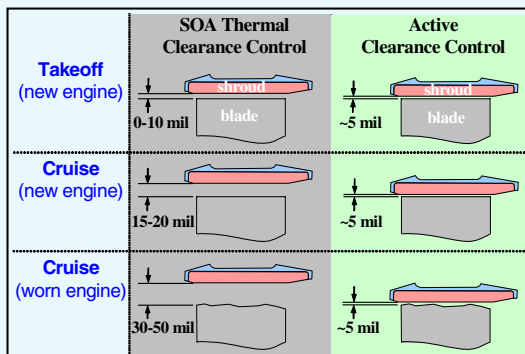 SOA Thermal
Clearance Control
Active
Clearance Control
Takeoff
(new engine)
shroud
blade
0-10 mil
shroud
blade
~5 mil
Cruise
(new engine)
15-20 mil
~5 mil
Cruise
(worn engine)
30-50 mil
~5 mil